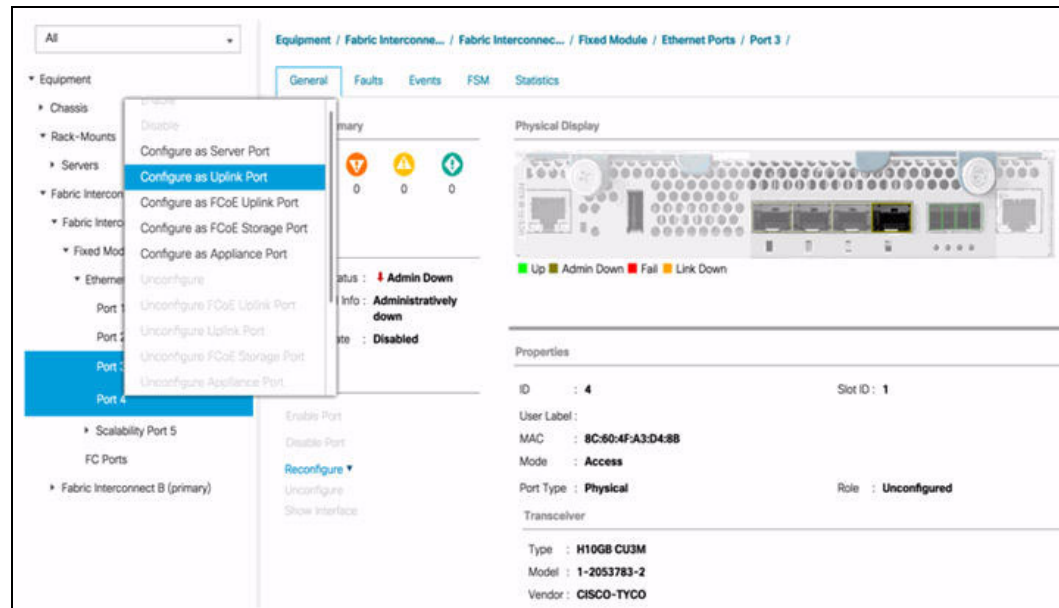 All
Equipment / Fabric Interconne... / Fabric Interconnec... / Fixed Module / Ethernet Ports / Port 3 /
General Faults Events FSM Statistics
Equipment
Chassis
Rack-Mounts
Servers
Fabric Intercon
Fabric Interco
Fixed Mod
Etherne
Port 1
Port 2
Port 3
Port 4
Scalability Port 5
FC Ports
Fabric Interconnect B (primary)
Disable
Configure as Server Port
Configure as Uplink Port
Configure as FCoE Uplink Port
Configure as FCoE Storage Port
Configure as Appliance Port
Unconfigure
Unconfigure FCoE Uplink Port
Unconfigure Uplink Port
Unconfigure FCoE Storage Port
Unconfigure Appliance Port
mary
0 0 0
atus : Admin Down
Info : Administratively
down
ate : Disabled
Enable Port
Disable Port
Reconfigure
Unconfigure
Show Interface
Physical Display
Up Admin Down Fail Link Down
Properties
ID : 4 Slot ID : 1
User Label :
MAC : 8C:60:4F:A3:D4:8B
Mode : Access
Port Type : Physical Role : Unconfigured
Transceiver
Type : H10GB CU3M
Model : 1-2053783-2
Vendor : CISCO-TYCO